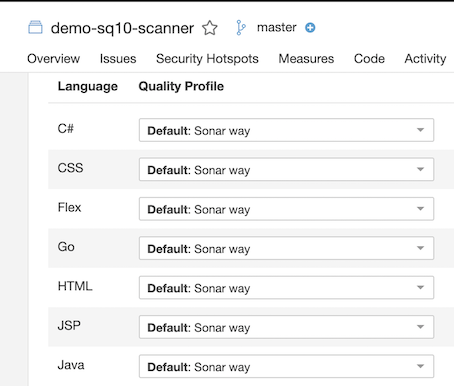 demo-sq10-scanner master
Overview Issues Security Hotspots Measures Code Activity
Language Quality Profile
C# Default: Sonar way
CSS Default: Sonar way
Flex Default: Sonar way
Go Default: Sonar way
HTML Default: Sonar way
JSP Default: Sonar way
Java Default: Sonar way